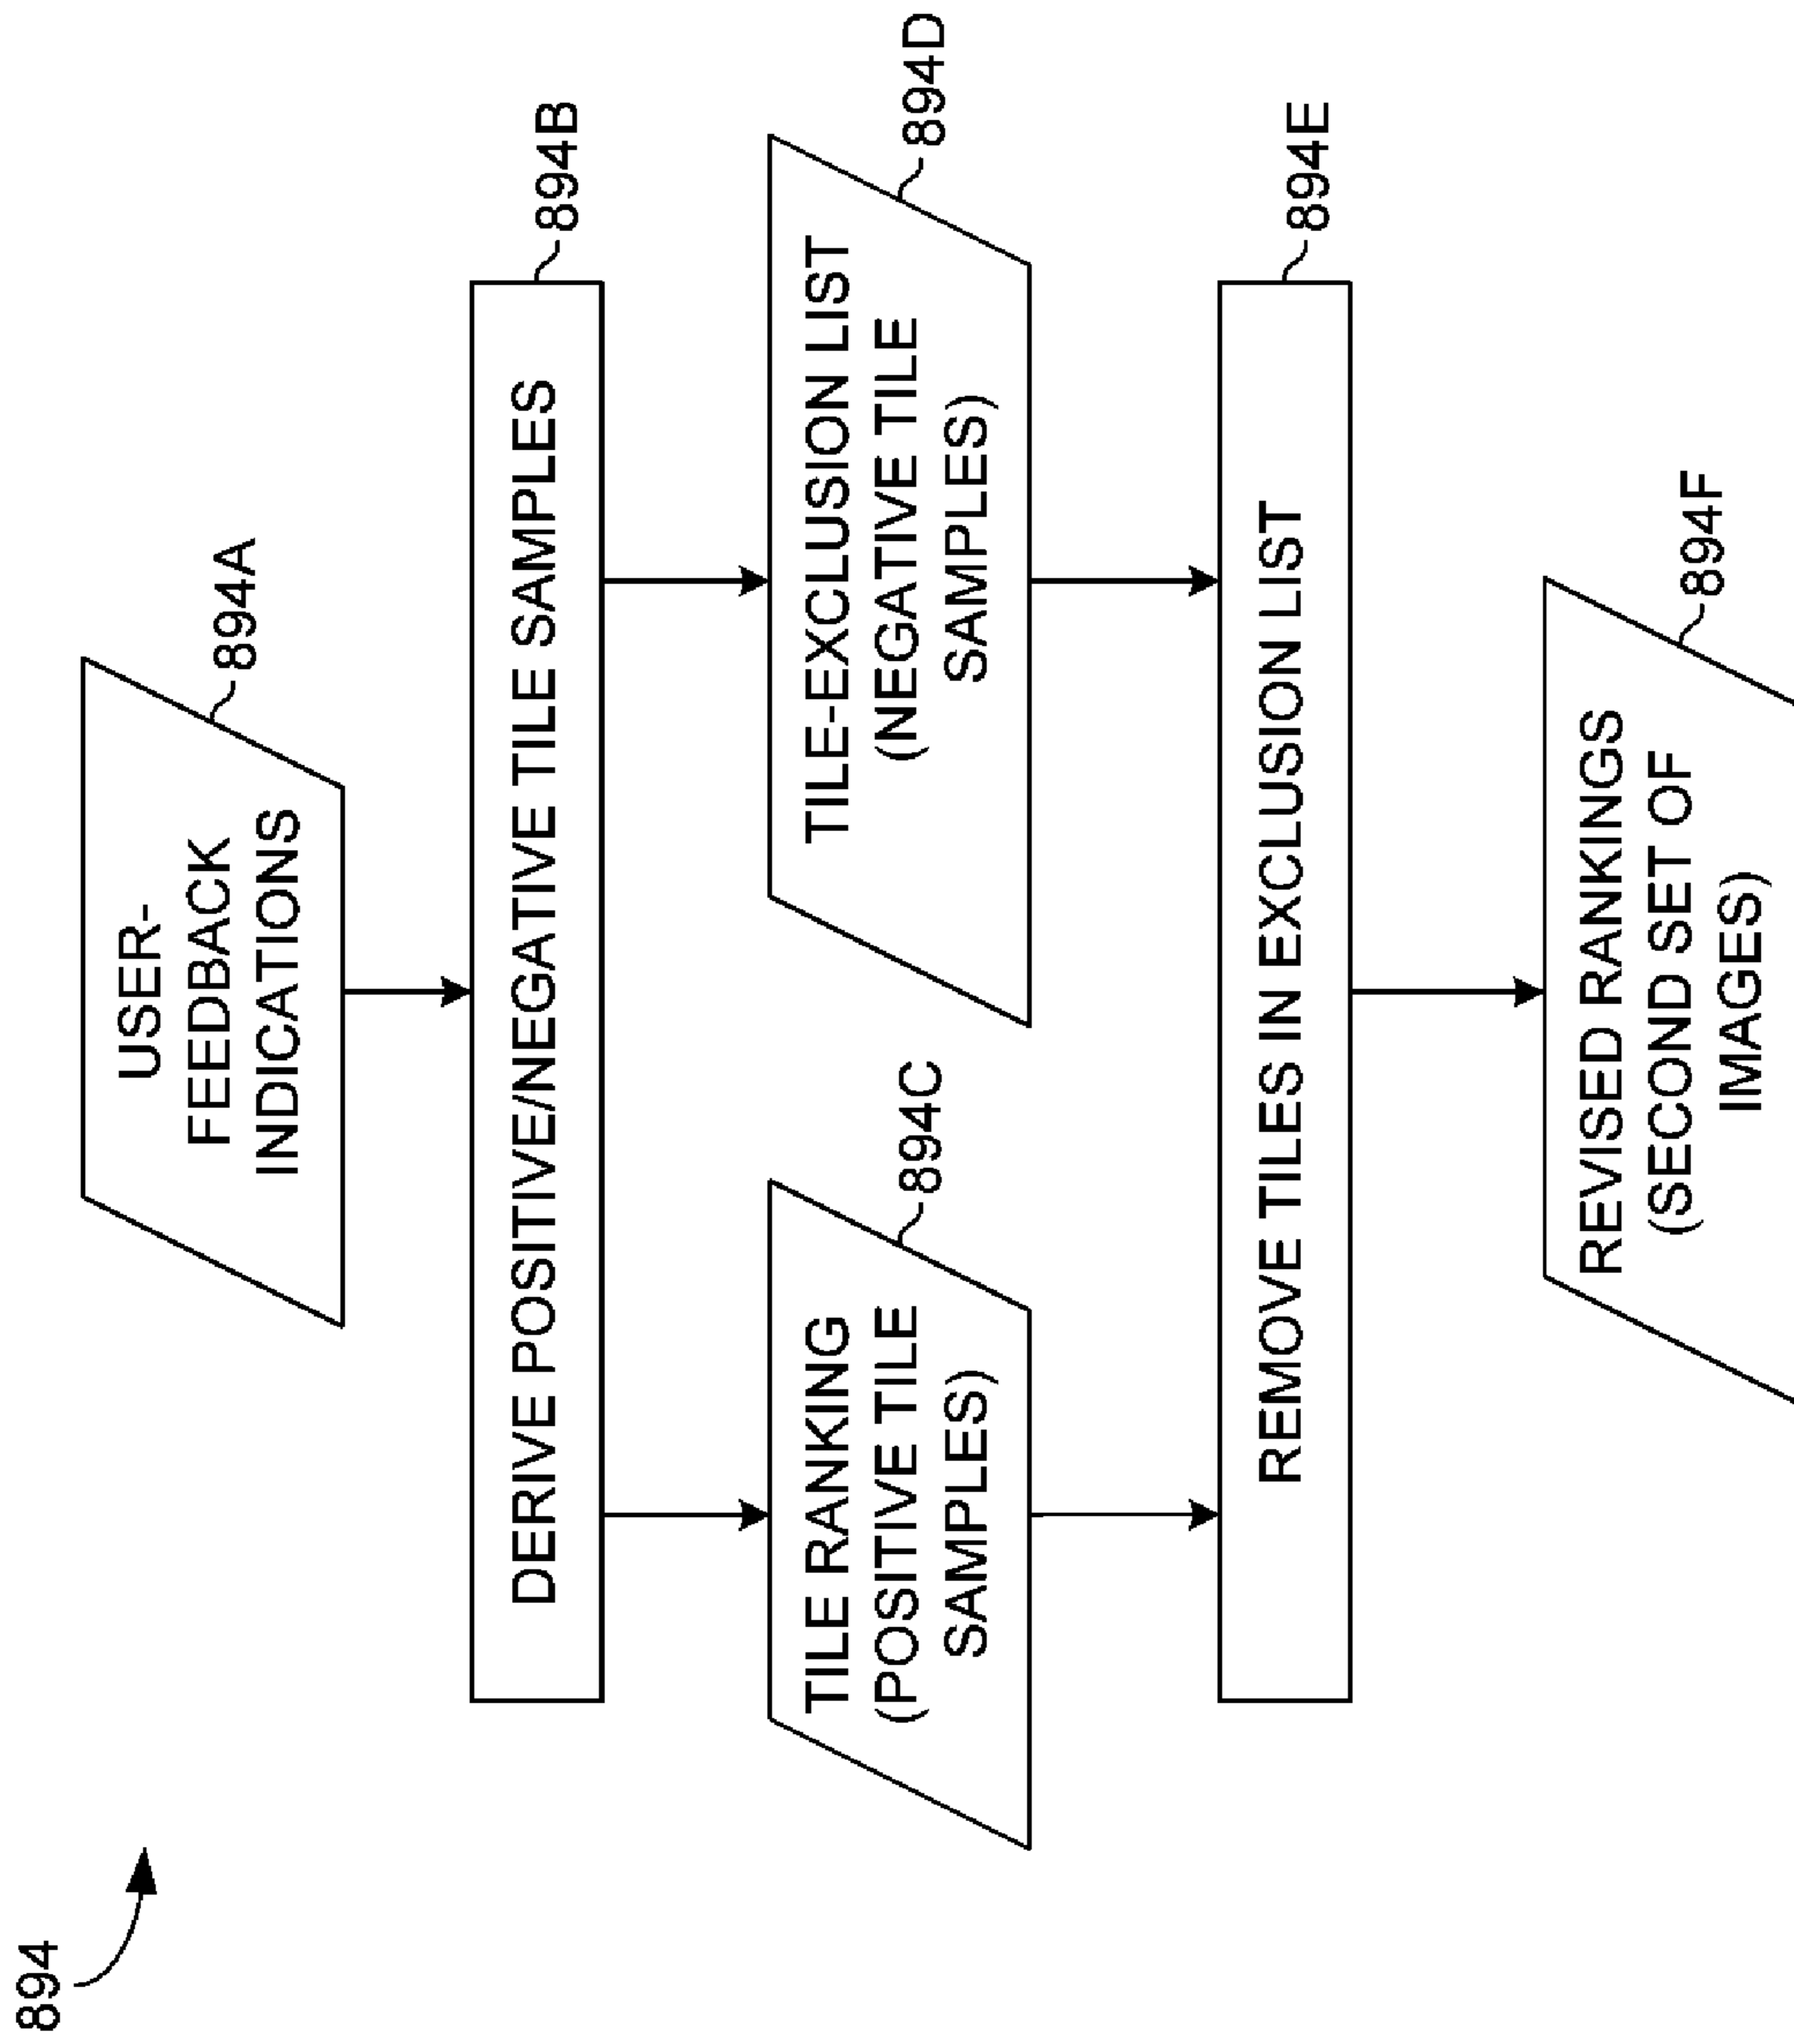 894
USER-
FEEDBACK
INDICATIONS
894A
DERIVE POSITIVE/NEGATIVE TILE SAMPLES
894B
TILE RANKING
(POSITIVE TILE
SAMPLES)
894C
TILE-EXCLUSION LIST
(NEGATIVE TILE
SAMPLES)
894D
REMOVE TILES IN EXCLUSION LIST
894E
REVISED RANKINGS
(SECOND SET OF
IMAGES)
894F